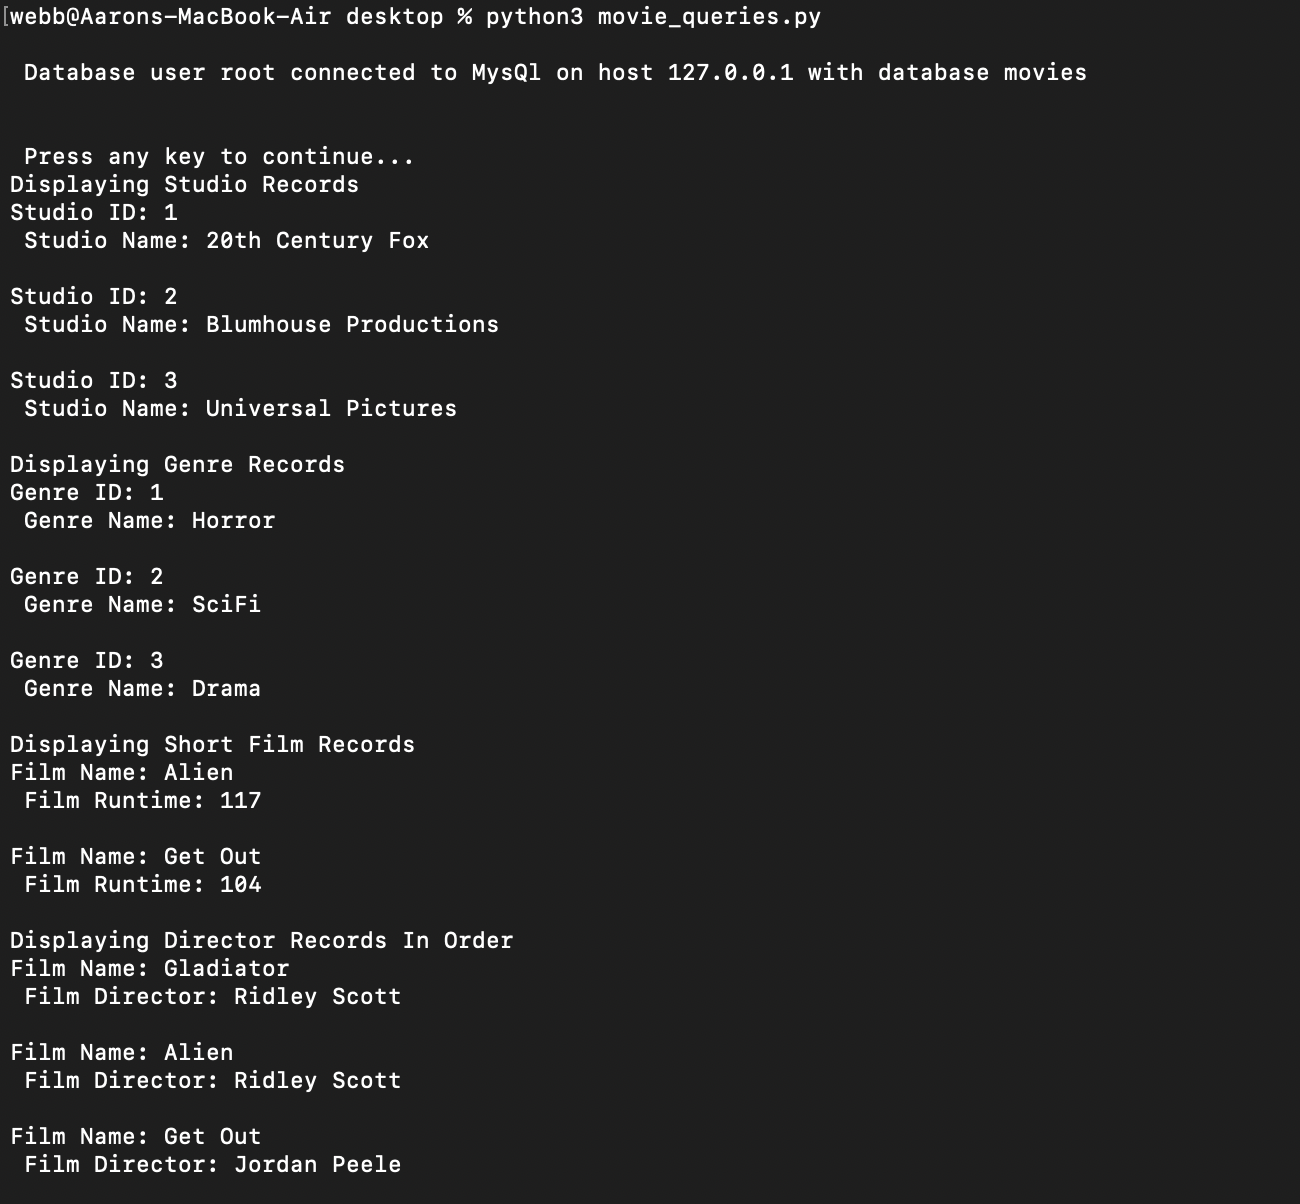 [webb@Aarons-MacBook-Air desktop % python3 movie_queries.py
Database user root connected to MysQl on host 127.0.0.1 with database movies
Press any key to continue...
Displaying Studio Records
Studio ID: 1
Studio Name: 20th Century Fox
Studio ID: 2
Studio Name: Blumhouse Productions
Studio ID: 3
Studio Name: Universal Pictures
Displaying Genre Records
Genre ID: 1
Genre Name: Horror
Genre ID: 2
Genre Name: SciFi
Genre ID: 3
Genre Name: Drama
Displaying Short Film Records
Film Name: Alien
Film Runtime: 117
Film Name: Get Out
Film Runtime: 104
Displaying Director Records In Order
Film Name: Gladiator
Film Director: Ridley Scott
Film Name: Alien
Film Director: Ridley Scott
Film Name: Get Out
Film Director: Jordan Peele